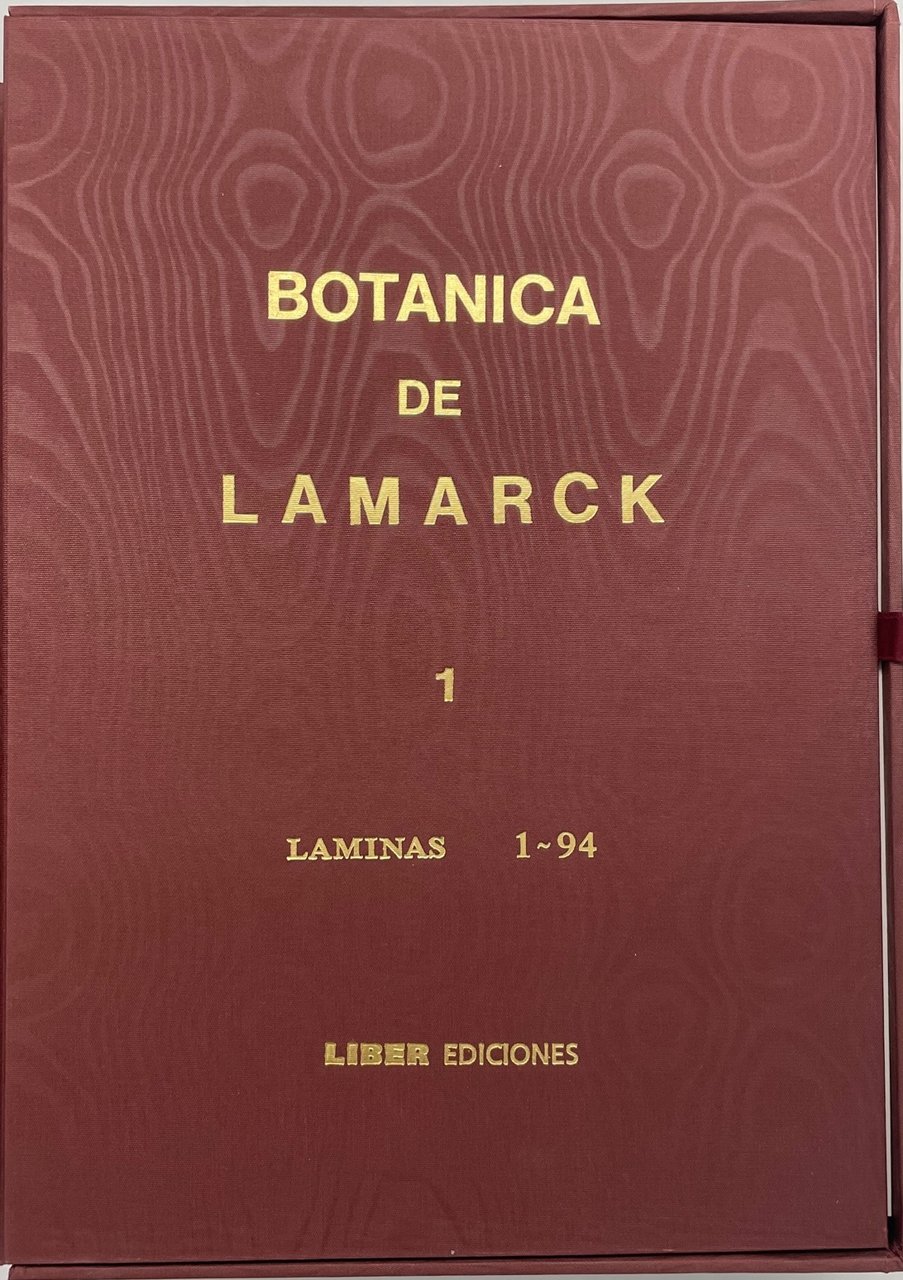 BOTANICA
DE
LAMARCK
1
LAMINAS 1~94
LIBER EDICIONES